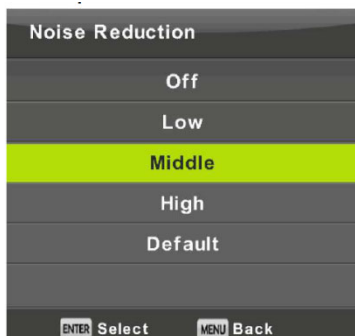 Noise Reduction
Off
Low
Middle
High
Default
ENTER Select MENU Back